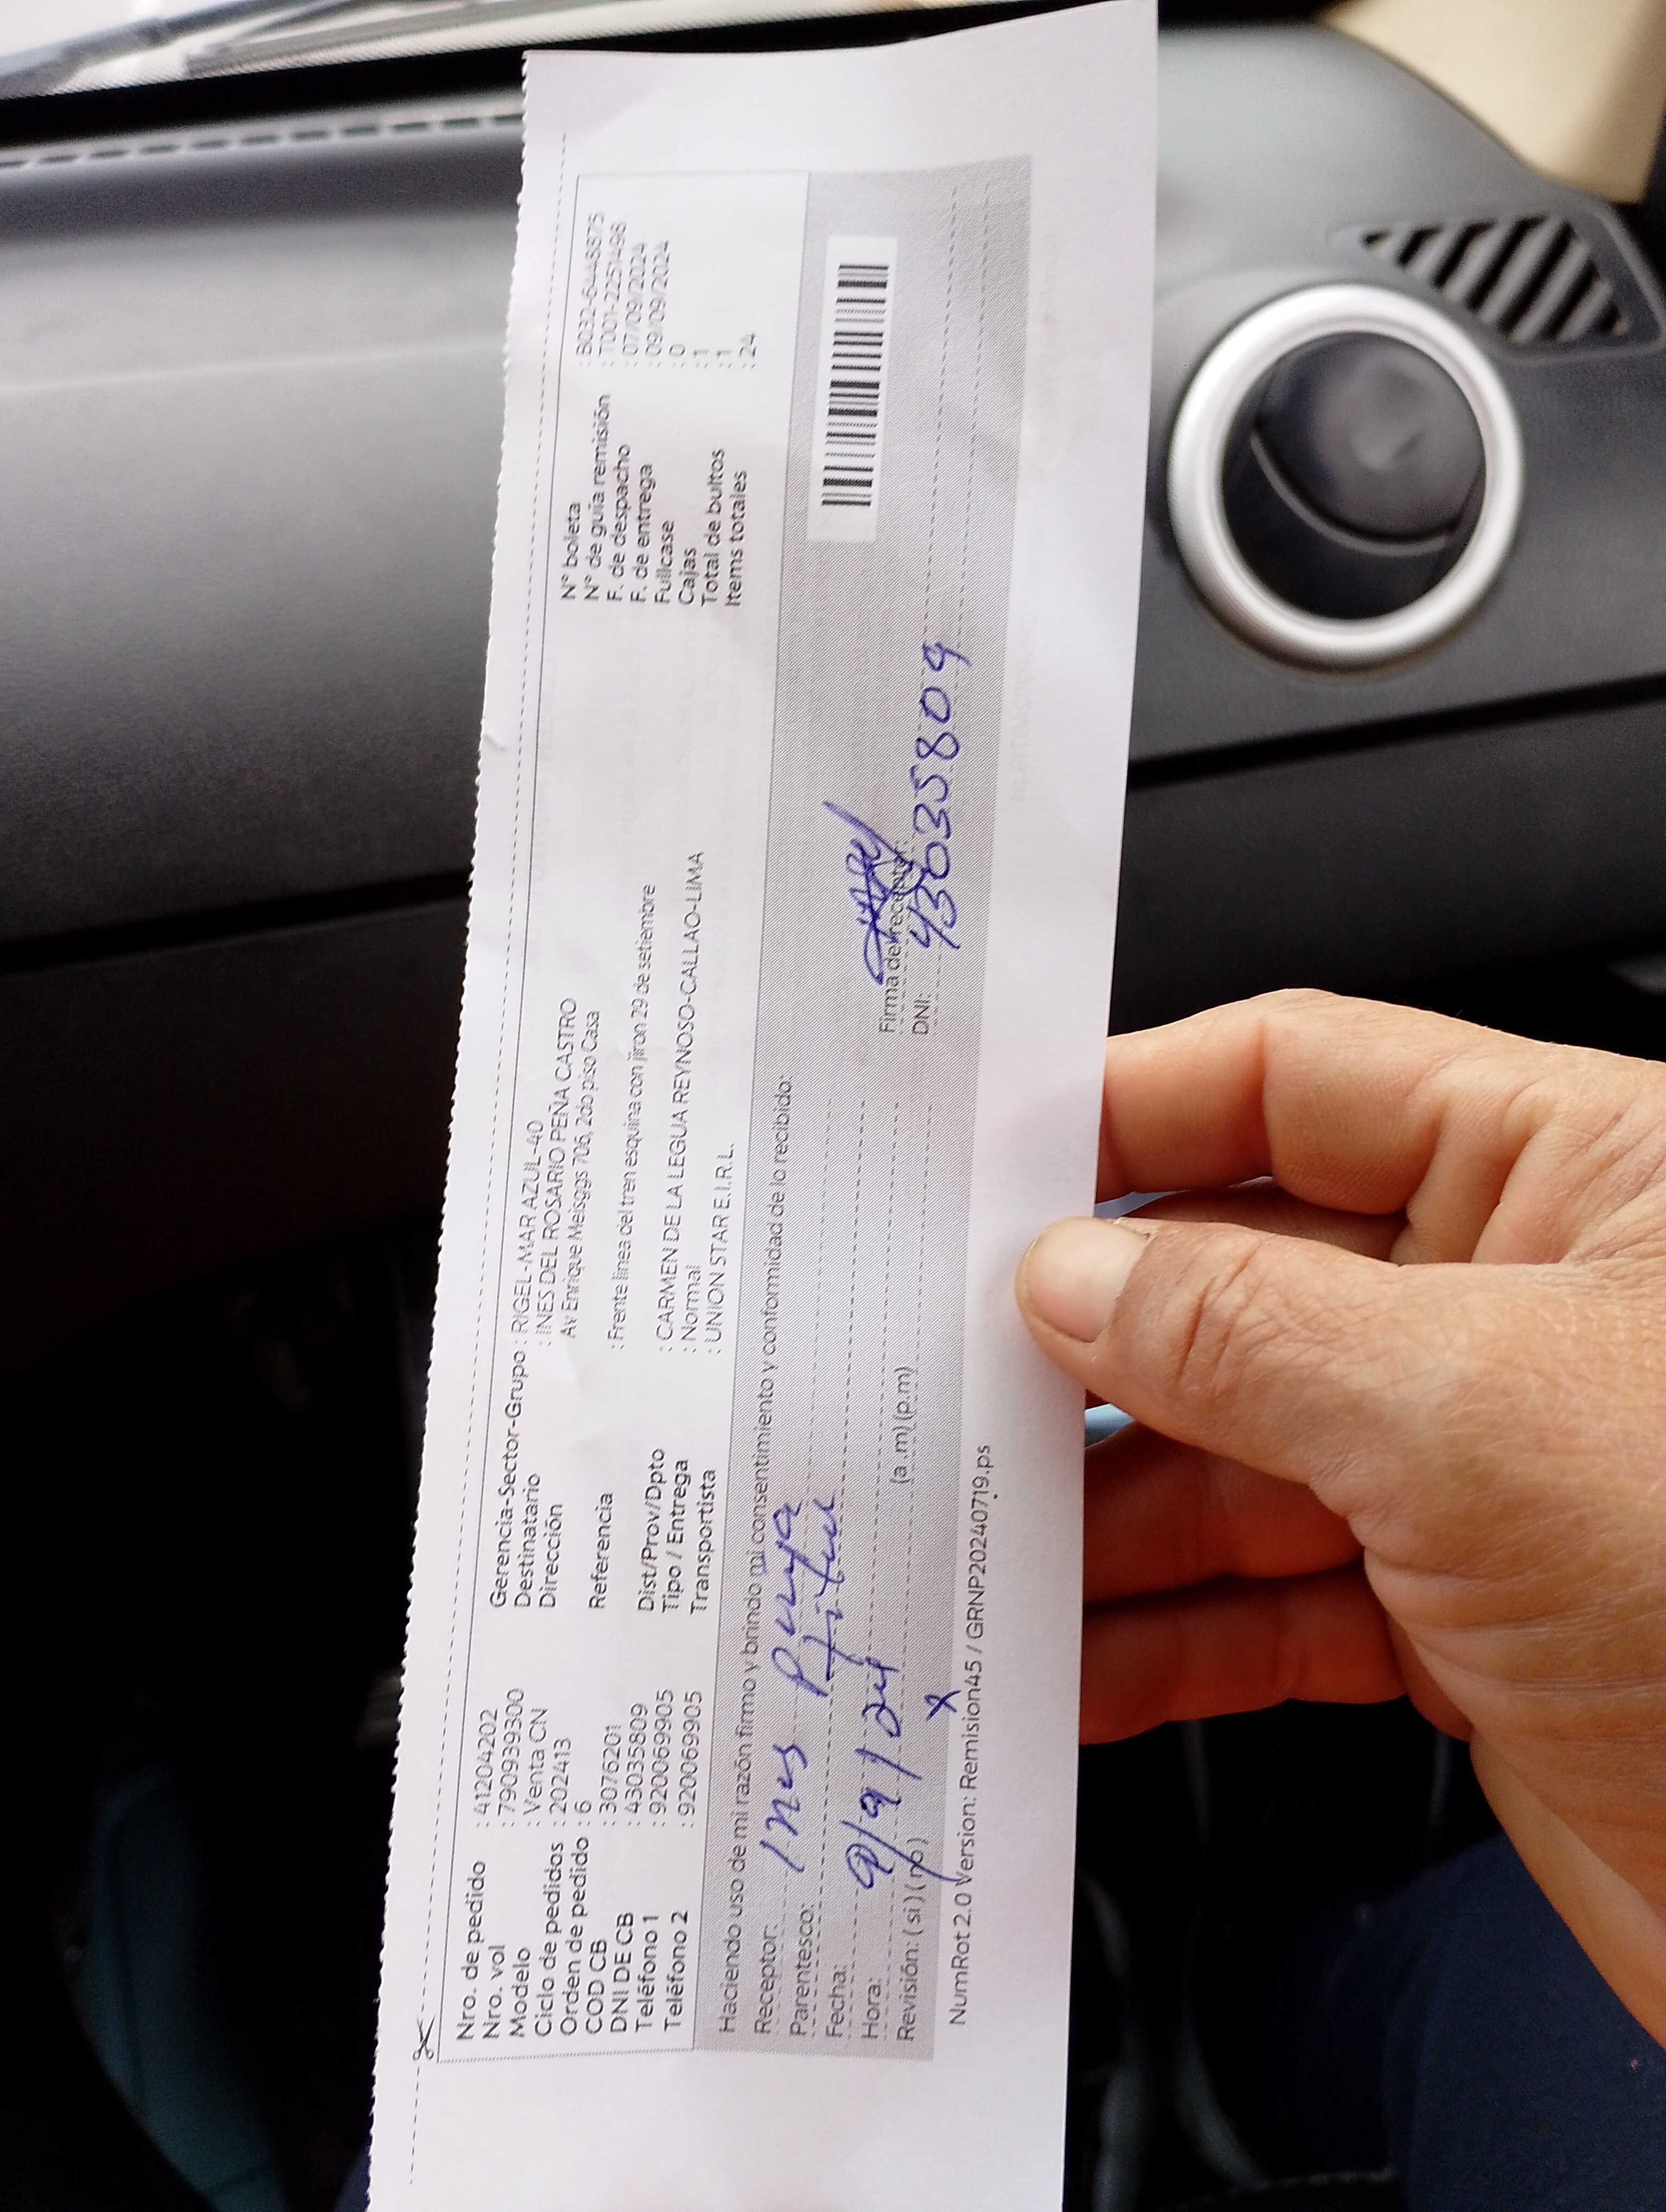 Nro. de pedido : 41204202
Nro. vol : 790939300
Modelo : Venta CN
Ciclo de pedidos : 202413
Orden de pedido : 6
COD CB : 3076201
DNI DE CB : 43035809
Teléfono 1 : 920069905
Teléfono 2 : 920069905
Gerencia-Sector-Grupo : RIGEL-MAR AZUL-40
Destinatario : INES DEL ROSARIO PEÑA CASTRO
Dirección Av Enrique Meisggs 706, 2do piso Casa
Referencia : Frente linea del tren esquina con jiron 29 de setiembre
Dist/Prov/Dpto : CARMEN DE LA LEGUA REYNOSO-CALLAO-LIMA
Tipo / Entrega : Normal
Transportista : UNION STAR E.I.R.L.
N° boleta
N° de guía remisión : T001-2251498
F. de despacho : 07/09/2024
F. de entrega : 09/09/2024
Fullcase : 0
Cajas : 1
Total de bultos : 1
Items totales : 24
Haciendo uso de mi razón firmo y brindo mi consentimiento y conformidad de lo recibido:
Receptor: Ines
Parentesco:
Fecha: 9/9/24
Hora: (a.m) (p.m)
Revisión: ( si ) ( no ) x
Firma del receptor:
DNI: 43035809
NumRot 2.0 Version: Remision45 / GRNP20240719.ps